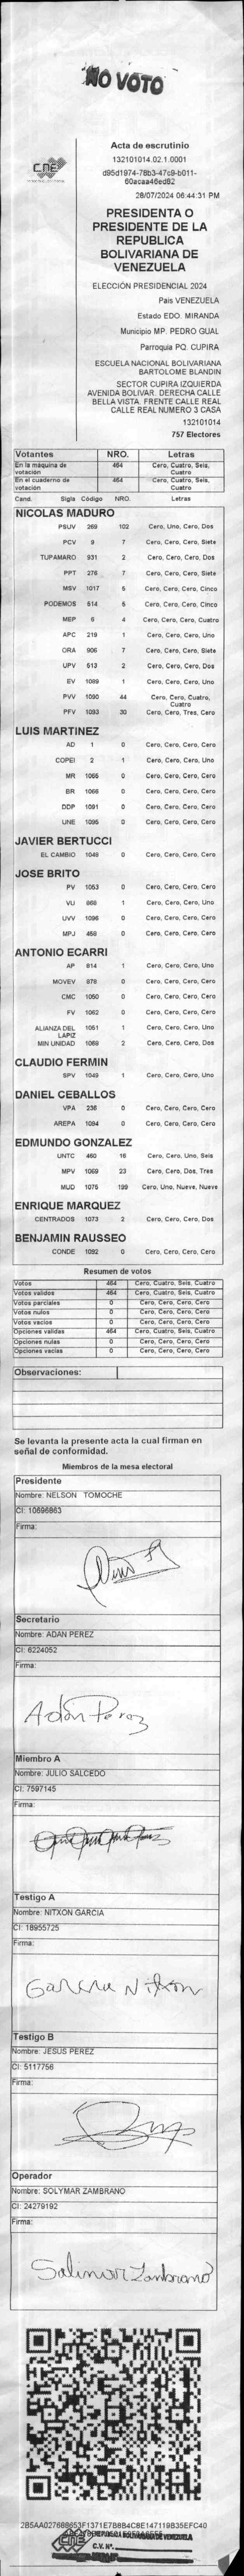 NO VOTO
CNE
Acta de escrutinio
132101014.02.1.0001
d95d1974-78b3-47c9-b011-
60acaa46ed82
28/07/2024 06:44:31 PM
PRESIDENTA O
PRESIDENTE DE LA
REPUBLICA
BOLIVARIANA DE
VENEZUELA
ELECCIÓN PRESIDENCIAL 2024
País VENEZUELA
Estado EDO. MIRANDA
Municipio MP. PEDRO GUAL
Parroquia PQ. CUPIRA
ESCUELA NACIONAL BOLIVARIANA
BARTOLOME BLANDIN
SECTOR CUPIRA IZQUIERDA
AVENIDA BOLIVAR. DERECHA CALLE
BELLA VISTA. FRENTE CALLE REAL
CALLE REAL NUMERO 3 CASA
132101014
757 Electores
Votantes NRO. Letras
En la máquina de votación 464 Cero, Cuatro, Seis, Cuatro
En el cuaderno de votación 464 Cero, Cuatro, Seis, Cuatro
Cand. Sigla Código NRO. Letras
NICOLAS MADURO
PSUV 269 102 Cero, Uno, Cero, Dos
PCV 9 7 Cero, Cero, Cero, Siete
TUPAMARO 931 2 Cero, Cero, Cero, Dos
PPT 276 7 Cero, Cero, Cero, Siete
MSV 1017 5 Cero, Cero, Cero, Cinco
PODEMOS 514 5 Cero, Cero, Cero, Cinco
MEP 6 4 Cero, Cero, Cero, Cuatro
APC 219 1 Cero, Cero, Cero, Uno
ORA 906 7 Cero, Cero, Cero, Siete
UPV 513 2 Cero, Cero, Cero, Dos
EV 1089 1 Cero, Cero, Cero, Uno
PVV 1090 44 Cero, Cero, Cuatro, Cuatro
PFV 1093 30 Cero, Cero, Tres, Cero
LUIS MARTINEZ
AD 1 0 Cero, Cero, Cero, Cero
COPEI 2 1 Cero, Cero, Cero, Uno
MR 1065 0 Cero, Cero, Cero, Cero
BR 1066 0 Cero, Cero, Cero, Cero
DDP 1091 0 Cero, Cero, Cero, Cero
UNE 1095 0 Cero, Cero, Cero, Cero
JAVIER BERTUCCI
EL CAMBIO 1048 0 Cero, Cero, Cero, Cero
JOSE BRITO
PV 1053 0 Cero, Cero, Cero, Cero
VU 868 1 Cero, Cero, Cero, Uno
UVV 1096 0 Cero, Cero, Cero, Cero
MPJ 458 0 Cero, Cero, Cero, Cero
ANTONIO ECARRI
AP 814 1 Cero, Cero, Cero, Uno
MOVEV 878 0 Cero, Cero, Cero, Cero
CMC 1050 0 Cero, Cero, Cero, Cero
FV 1062 0 Cero, Cero, Cero, Cero
ALIANZA DEL LAPIZ 1051 1 Cero, Cero, Cero, Uno
MIN UNIDAD 1069 2 Cero, Cero, Cero, Dos
CLAUDIO FERMIN
SPV 1049 1 Cero, Cero, Cero, Uno
DANIEL CEBALLOS
VPA 236 0 Cero, Cero, Cero, Cero
AREPA 1094 0 Cero, Cero, Cero, Cero
EDMUNDO GONZALEZ
UNTC 460 16 Cero, Cero, Uno, Seis
MPV 1069 23 Cero, Cero, Dos, Tres
MUD 1075 199 Cero, Uno, Nueve, Nueve
ENRIQUE MARQUEZ
CENTRADOS 1073 2 Cero, Cero, Cero, Dos
BENJAMIN RAUSSEO
CONDE 1092 0 Cero, Cero, Cero, Cero
Resumen de votos
Votos 464 Cero, Cuatro, Seis, Cuatro
Votos validos 464 Cero, Cuatro, Seis, Cuatro
Votos parciales 0 Cero, Cero, Cero, Cero
Votos nulos 0 Cero, Cero, Cero, Cero
Votos vacios 0 Cero, Cero, Cero, Cero
Opciones validas 464 Cero, Cuatro, Seis, Cuatro
Opciones nulas 0 Cero, Cero, Cero, Cero
Opciones vacias 0 Cero, Cero, Cero, Cero
Observaciones:
Se levanta la presente acta la cual firman en
señal de conformidad.
Miembros de la mesa electoral
Presidente
Nombre: NELSON TOMOCHE
CI: 10696863
Firma:
Secretario
Nombre: ADAN PEREZ
CI: 6224052
Firma:
Adán Perez
Miembro A
Nombre: JULIO SALCEDO
CI: 7597145
Firma:
Testigo A
Nombre: NITXON GARCIA
CI: 18955725
Firma:
Garcia Nitxon
Testigo B
Nombre: JESUS PEREZ
CI: 5117756
Firma:
Operador
Nombre: SOLYMAR ZAMBRANO
CI: 24279192
Firma:
Solimar Zambrano
2B5AA027688653F1371E7B8B4C8E147119B35EFC40
CNE REPUBLICA BOLIVARIANA DE VENEZUELA
C.V. Nº.